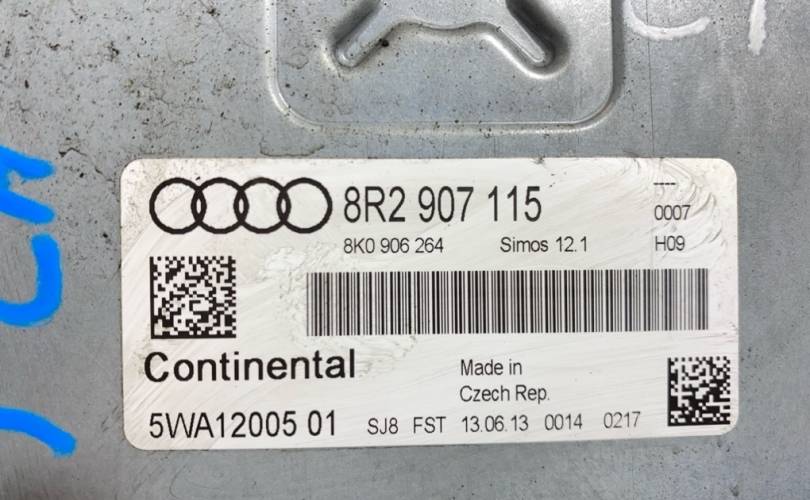 8R2 907 115
----
0007
8K0 906 264 Simos 12.1 H09
Continental
Made in
Czech Rep.
5WA12005 01 SJ8 FST 13.06.13 0014 0217